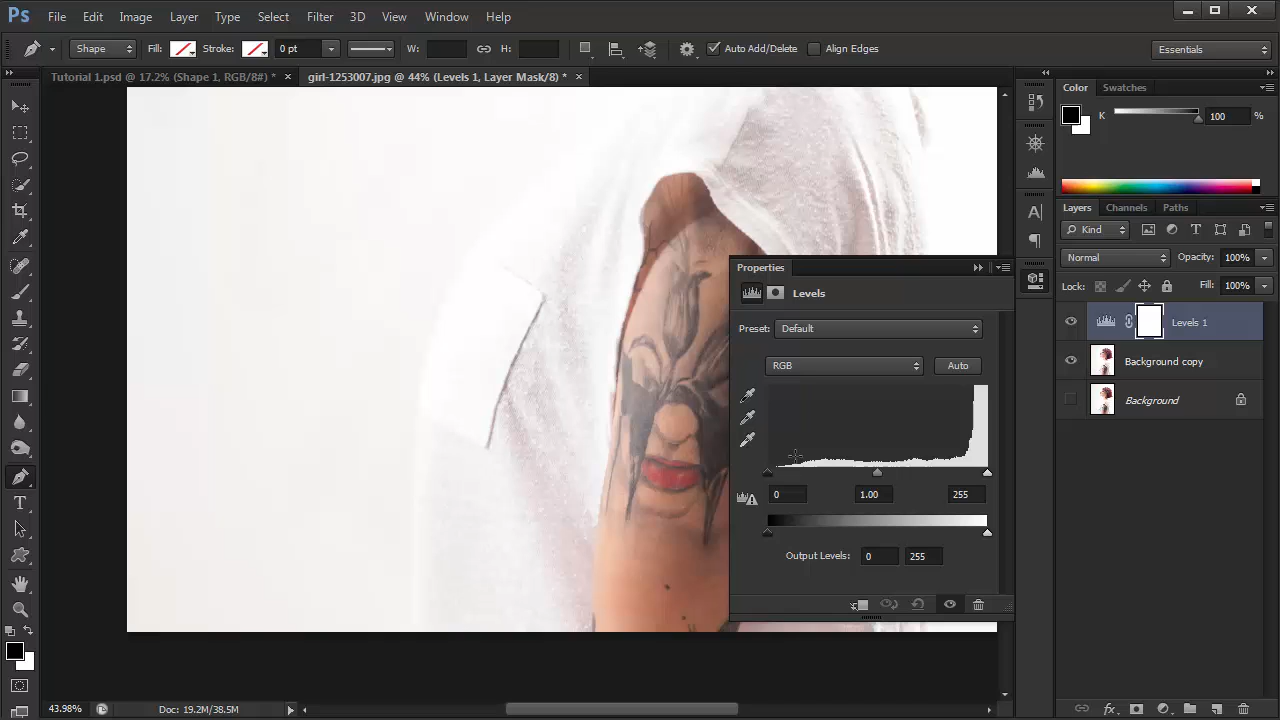 Ps File Edit Image Layer Type Select Filter 3D View Window Help
Shape Fill: Stroke: 0 pt W: H: Auto Add/Delete Align Edges Essentials
Tutorial 1.psd @ 17.2% (Shape 1, RGB/8#) * × girl-1253007.jpg @ 44% (Levels 1, Layer Mask/8) * ×
Color Swatches
K 100 %
Layers Channels Paths
Kind
Normal Opacity: 100%
Lock: Fill: 100%
Levels 1
Background copy
Background
Properties
Levels
Preset: Default
RGB Auto
0 1.00 255
Output Levels: 0 255
43.98% Doc: 19.2M/38.5M